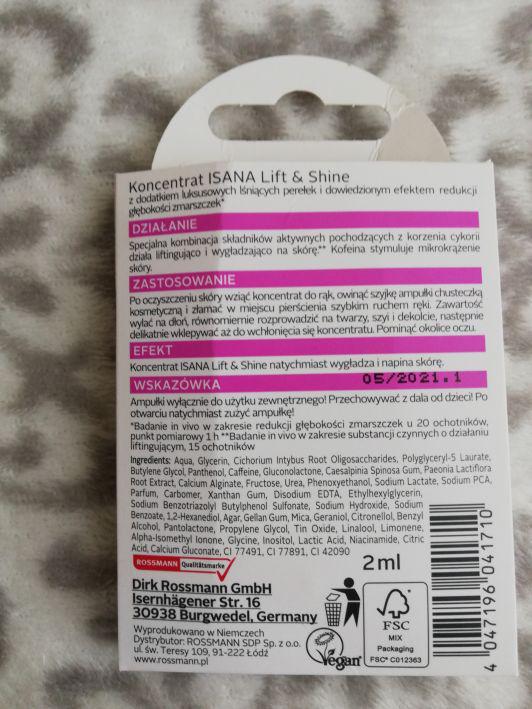 Koncentrat ISANA Lift & Shine
z dodatkiem luksusowych lśniących perełek i dowiedzionym efektem redukcji
głębokości zmarszczek*
DZIAŁANIE
Specjalna kombinacja składników aktywnych pochodzących z korzenia cykorii
działa liftingująco i wygładzająco na skórę.** Kofeina stymuluje mikrokrążenie
skóry.
ZASTOSOWANIE
Po oczyszczeniu skóry wziąć koncentrat do rąk, owinąć szyjkę ampułki chusteczką
kosmetyczną i złamać w miejscu pierścienia szybkim ruchem ręki. Zawartość
wylać na dłoń, równomiernie rozprowadzić na twarzy, szyi i dekolcie, następnie
delikatnie wklepywać aż do wchłonięcia się koncentratu. Pominąć okolice oczu.
EFEKT
Koncentrat ISANA Lift & Shine natychmiast wygładza i napina skórę.
WSKAZÓWKA 05/2021.1
Ampułki wyłącznie do użytku zewnętrznego! Przechowywać z dala od dzieci! Po
otwarciu natychmiast zużyć ampułkę!
*Badanie in vivo w zakresie redukcji głębokości zmarszczek u 20 ochotników,
punkt pomiarowy 1 h **Badanie in vivo w zakresie substancji czynnych o działaniu
liftingującym, 15 ochotników
Ingredients: Aqua, Glycerin, Cichorium Intybus Root Oligosaccharides, Polyglyceryl-5 Laurate,
Butylene Glycol, Panthenol, Caffeine, Gluconolactone, Caesalpinia Spinosa Gum, Paeonia Lactiflora
Root Extract, Calcium Alginate, Fructose, Urea, Phenoxyethanol, Sodium Lactate, Sodium PCA,
Parfum, Carbomer, Xanthan Gum, Disodium EDTA, Ethylhexylglycerin,
Sodium Benzotriazolyl Butylphenol Sulfonate, Sodium Hydroxide, Sodium
Benzoate, 1,2-Hexanediol, Agar, Gellan Gum, Mica, Geraniol, Citronellol, Benzyl
Alcohol, Pantolactone, Propylene Glycol, Tin Oxide, Linalool, Limonene,
Alpha-Isomethyl Ionone, Glycine, Inositol, Lactic Acid, Niacinamide, Citric
Acid, Calcium Gluconate, CI 77491, CI 77891, CI 42090
ROSSMANN Qualitätsmarke
2 ml
Dirk Rossmann GmbH
Isernhägener Str. 16
30938 Burgwedel, Germany
Wyprodukowano w Niemczech
Dystrybutor: ROSSMANN SDP Sp. z o.o.
ul. św. Teresy 109, 91-222 Łódź
www.rossmann.pl
Vegan
FSC
MIX
Packaging
FSC® C012363
4 047196 041710